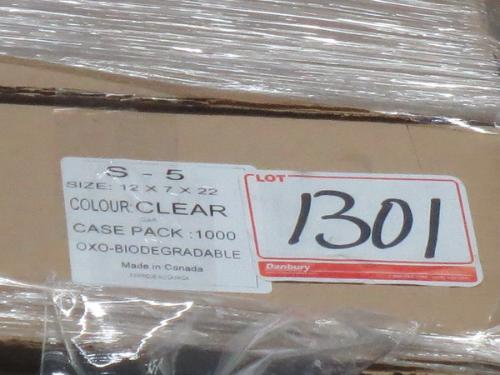 S - 5
SIZE: 12 X 7 X 22
COLOUR: CLEAR
CASE PACK :1000
OXO-BIODEGRADABLE
Made in Canada
LOT
1301
Danbury